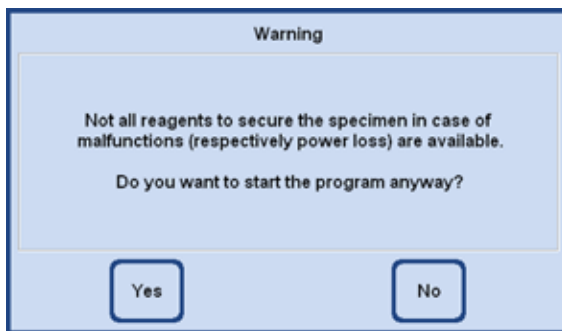 Warning
Not all reagents to secure the specimen in case of
malfunctions (respectively power loss) are available.
Do you want to start the program anyway?
Yes
No